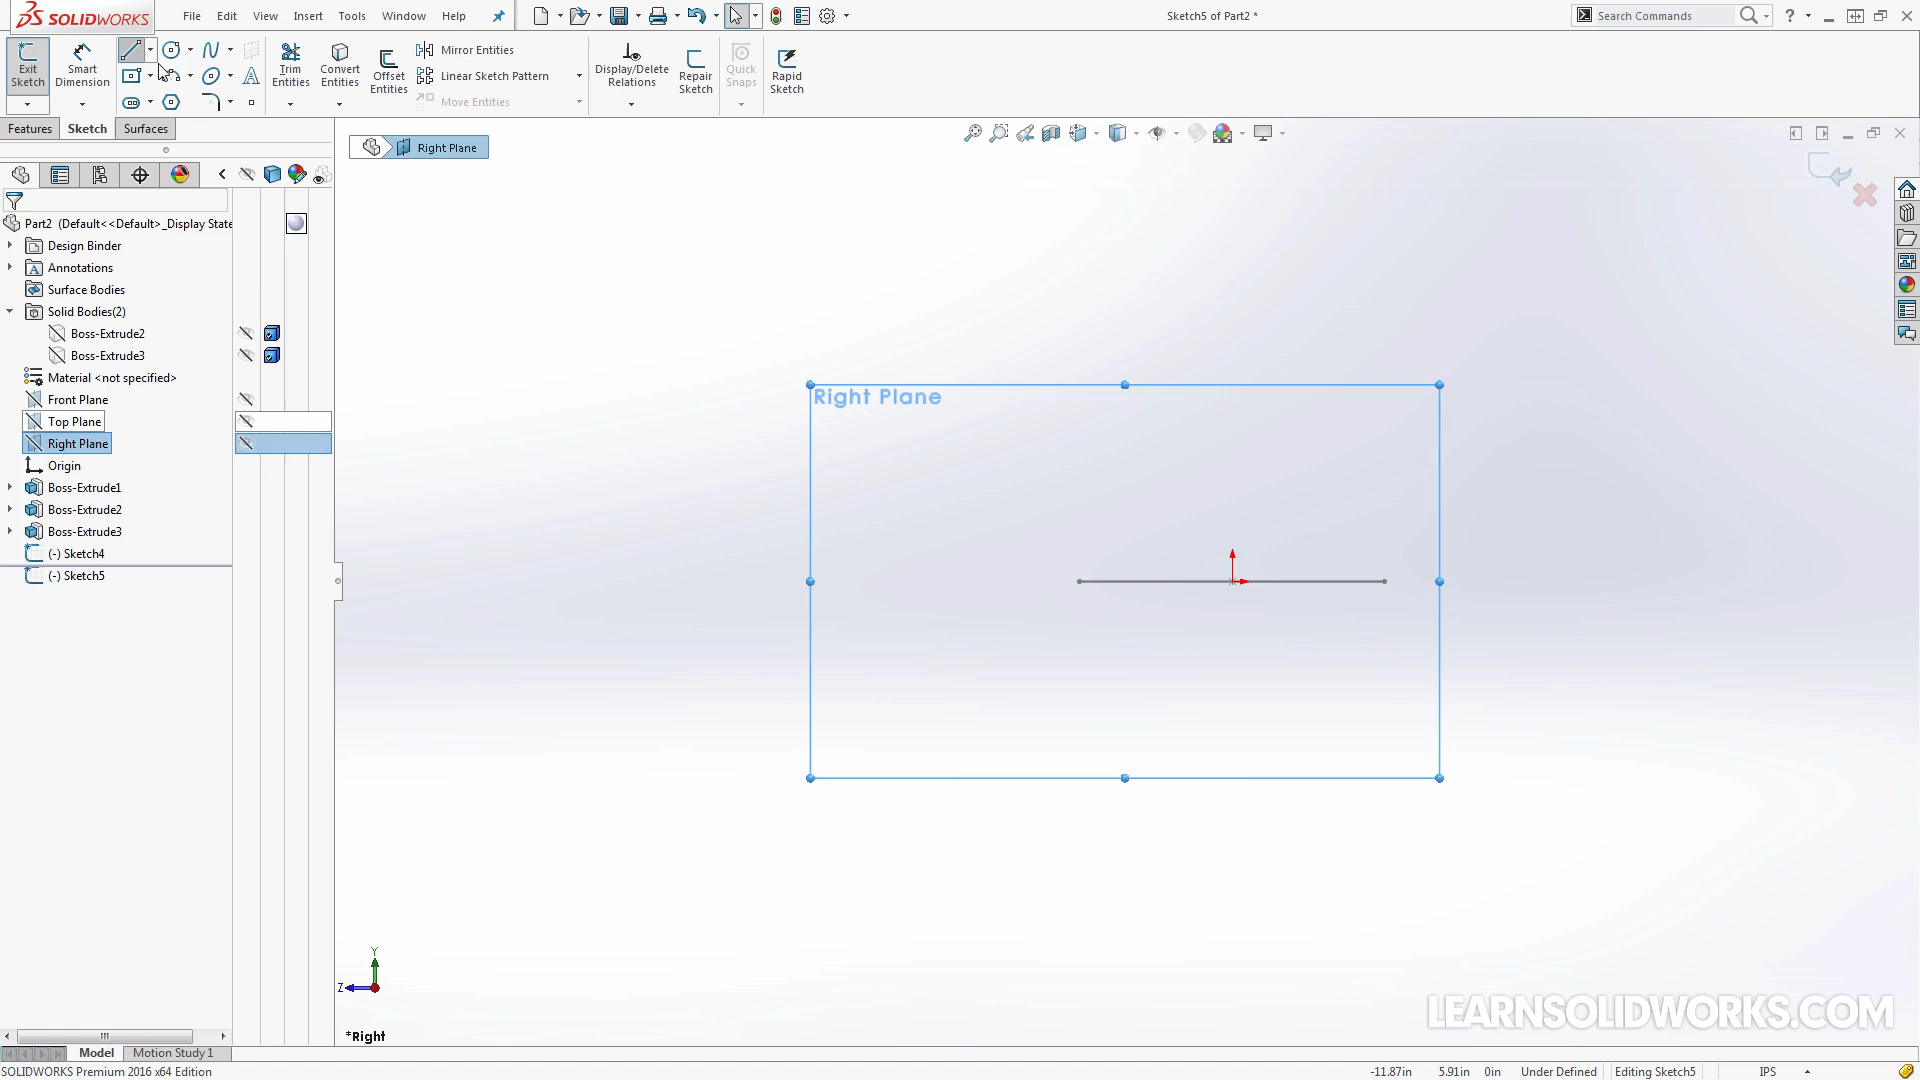 SOLIDWORKS
File Edit View Insert Tools Window Help
Sketch5 of Part2 *
Search Commands
?
Exit Sketch
Smart Dimension
Trim Entities
Convert Entities
Offset Entities
Mirror Entities
Linear Sketch Pattern
Move Entities
Display/Delete Relations
Repair Sketch
Quick Snaps
Rapid Sketch
Features Sketch Surfaces
Right Plane
Part2 (Default<<Default>_Display State
Design Binder
Annotations
Surface Bodies
Solid Bodies(2)
Boss-Extrude2
Boss-Extrude3
Material <not specified>
Front Plane
Top Plane
Right Plane
Origin
Boss-Extrude1
Boss-Extrude2
Boss-Extrude3
(-) Sketch4
(-) Sketch5
Right Plane
Y
Z
*Right
LEARNSOLIDWORKS.COM
Model Motion Study 1
SOLIDWORKS Premium 2016 x64 Edition
-11.87in 5.91in 0in Under Defined Editing Sketch5 IPS